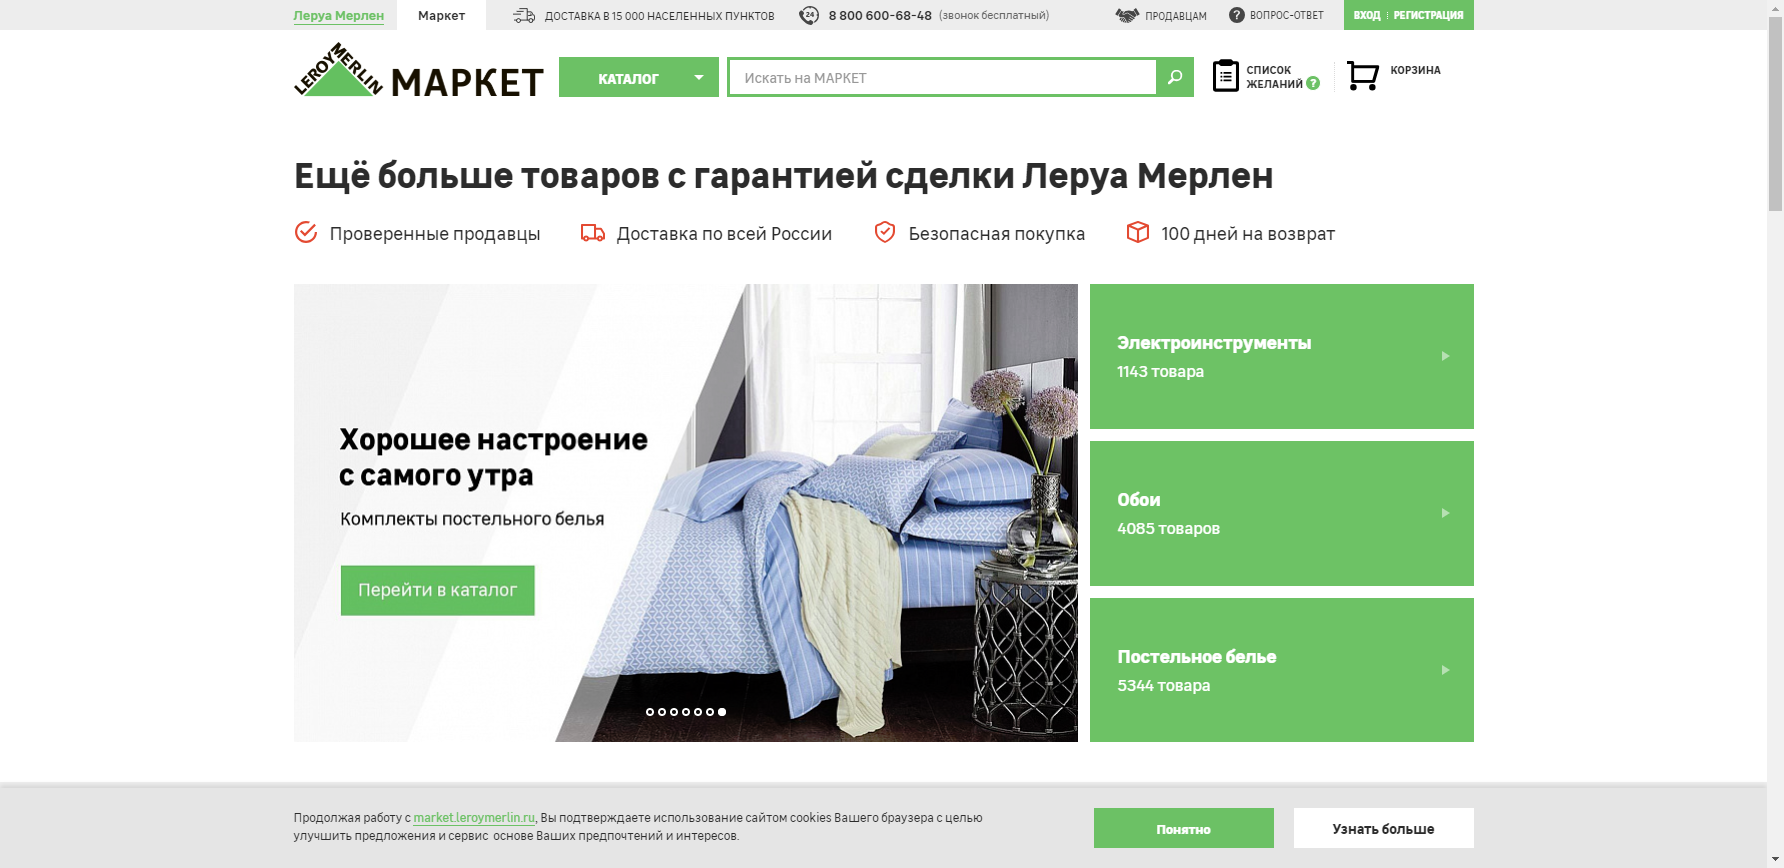 Леруа Мерлен
Маркет
ДОСТАВКА В 15 000 НАСЕЛЕННЫХ ПУНКТОВ
24
8 800 600-68-48 (звонок бесплатный)
ПРОДАВЦАМ
? ВОПРОС-ОТВЕТ
ВХОД
РЕГИСТРАЦИЯ
LEROY MERLIN
МАРКЕТ
КАТАЛОГ
Искать на МАРКЕТ
СПИСОК
ЖЕЛАНИЙ ?
КОРЗИНА
Ещё больше товаров с гарантией сделки Леруа Мерлен
Проверенные продавцы
Доставка по всей России
Безопасная покупка
100 дней на возврат
Хорошее настроение
с самого утра
Комплекты постельного белья
Перейти в каталог
Электроинструменты
1143 товара
Обои
4085 товаров
Постельное белье
5344 товара
Продолжая работу с market.leroymerlin.ru, Вы подтверждаете использование сайтом cookies Вашего браузера с целью
улучшить предложения и сервис основе Ваших предпочтений и интересов.
Понятно
Узнать больше